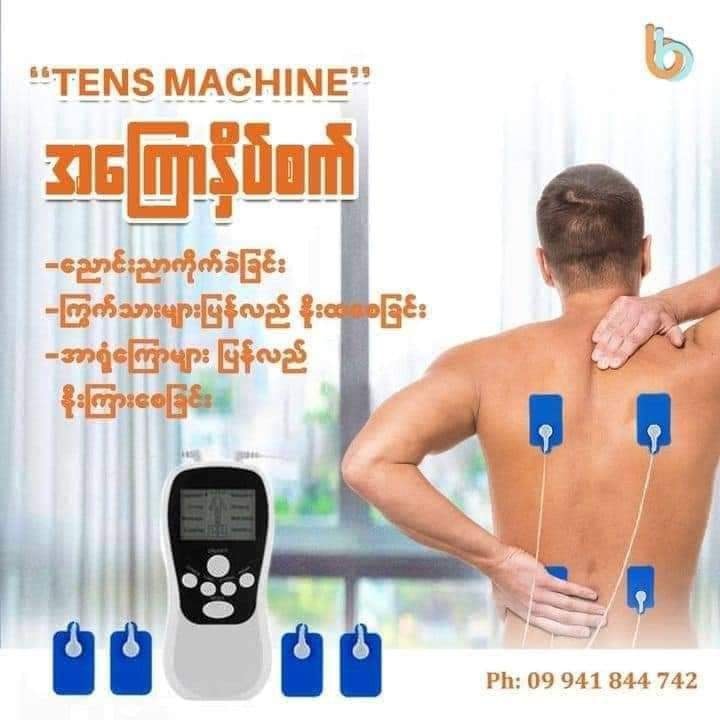 “TENS MACHINE”
အကြောနှိပ်စက်
-ညောင်းညာကိုက်ခဲခြင်း
-ကြွက်သားများပြန်လည် နိုးထစေခြင်း
-အာရုံကြောများ ပြန်လည်
နိုးကြားစေခြင်း
Ph: 09 941 844 742